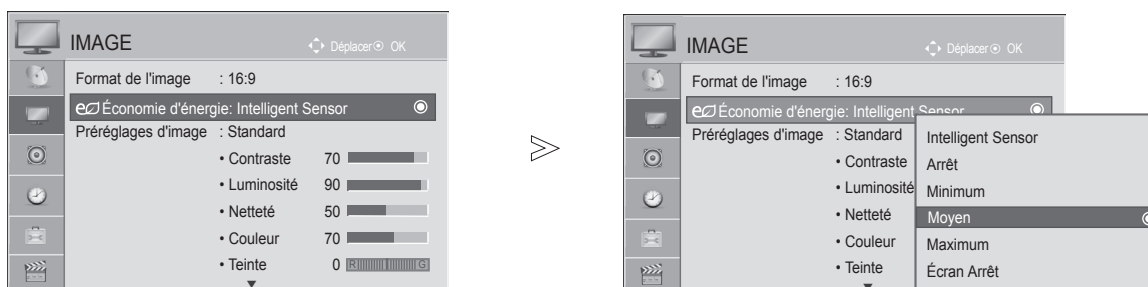 IMAGE
Déplacer OK
Format de l'image : 16:9
Économie d'énergie: Intelligent Sensor
Préréglages d'image : Standard
• Contraste 70
• Luminosité 90
• Netteté 50
• Couleur 70
• Teinte 0 R G
IMAGE
Déplacer OK
Format de l'image : 16:9
Économie d'énergie: Intelligent Sensor
Préréglages d'image : Standard
• Contraste
• Luminosité
• Netteté
• Couleur
• Teinte
Intelligent Sensor
Arrêt
Minimum
Moyen
Maximum
Écran Arrêt